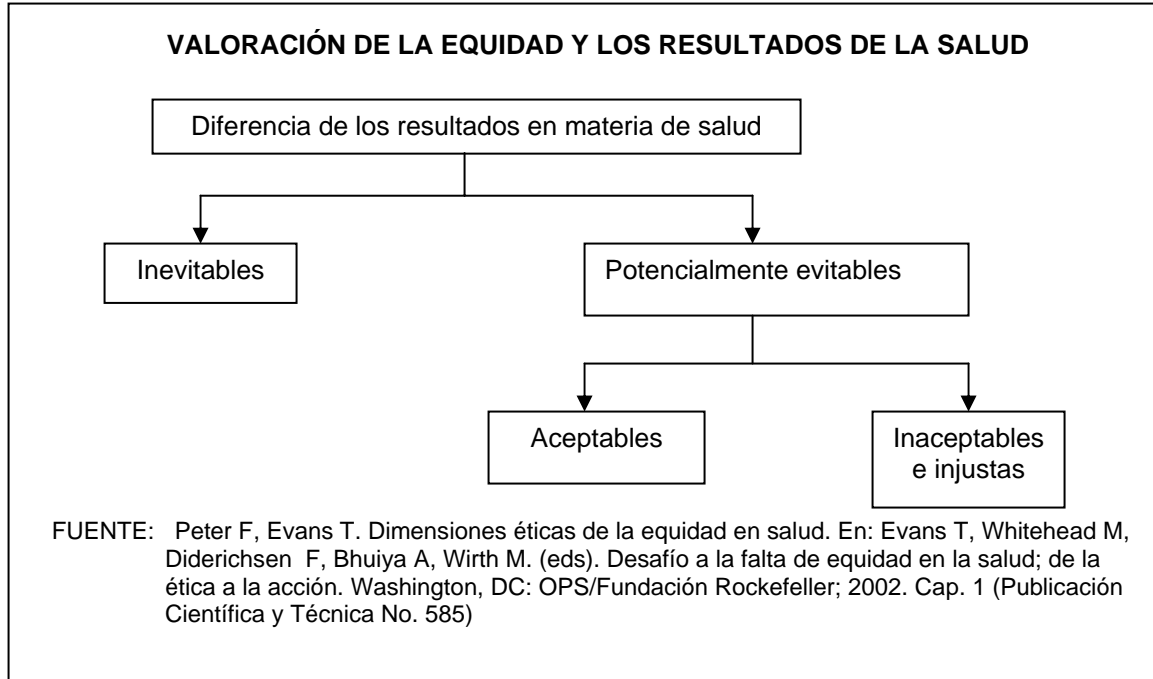 VALORACIÓN DE LA EQUIDAD Y LOS RESULTADOS DE LA SALUD
Diferencia de los resultados en materia de salud
Inevitables
Potencialmente evitables
Aceptables
Inaceptables
e injustas
FUENTE: Peter F, Evans T. Dimensiones éticas de la equidad en salud. En: Evans T, Whitehead M,
Diderichsen F, Bhuiya A, Wirth M. (eds). Desafío a la falta de equidad en la salud; de la
ética a la acción. Washington, DC: OPS/Fundación Rockefeller; 2002. Cap. 1 (Publicación
Científica y Técnica No. 585)